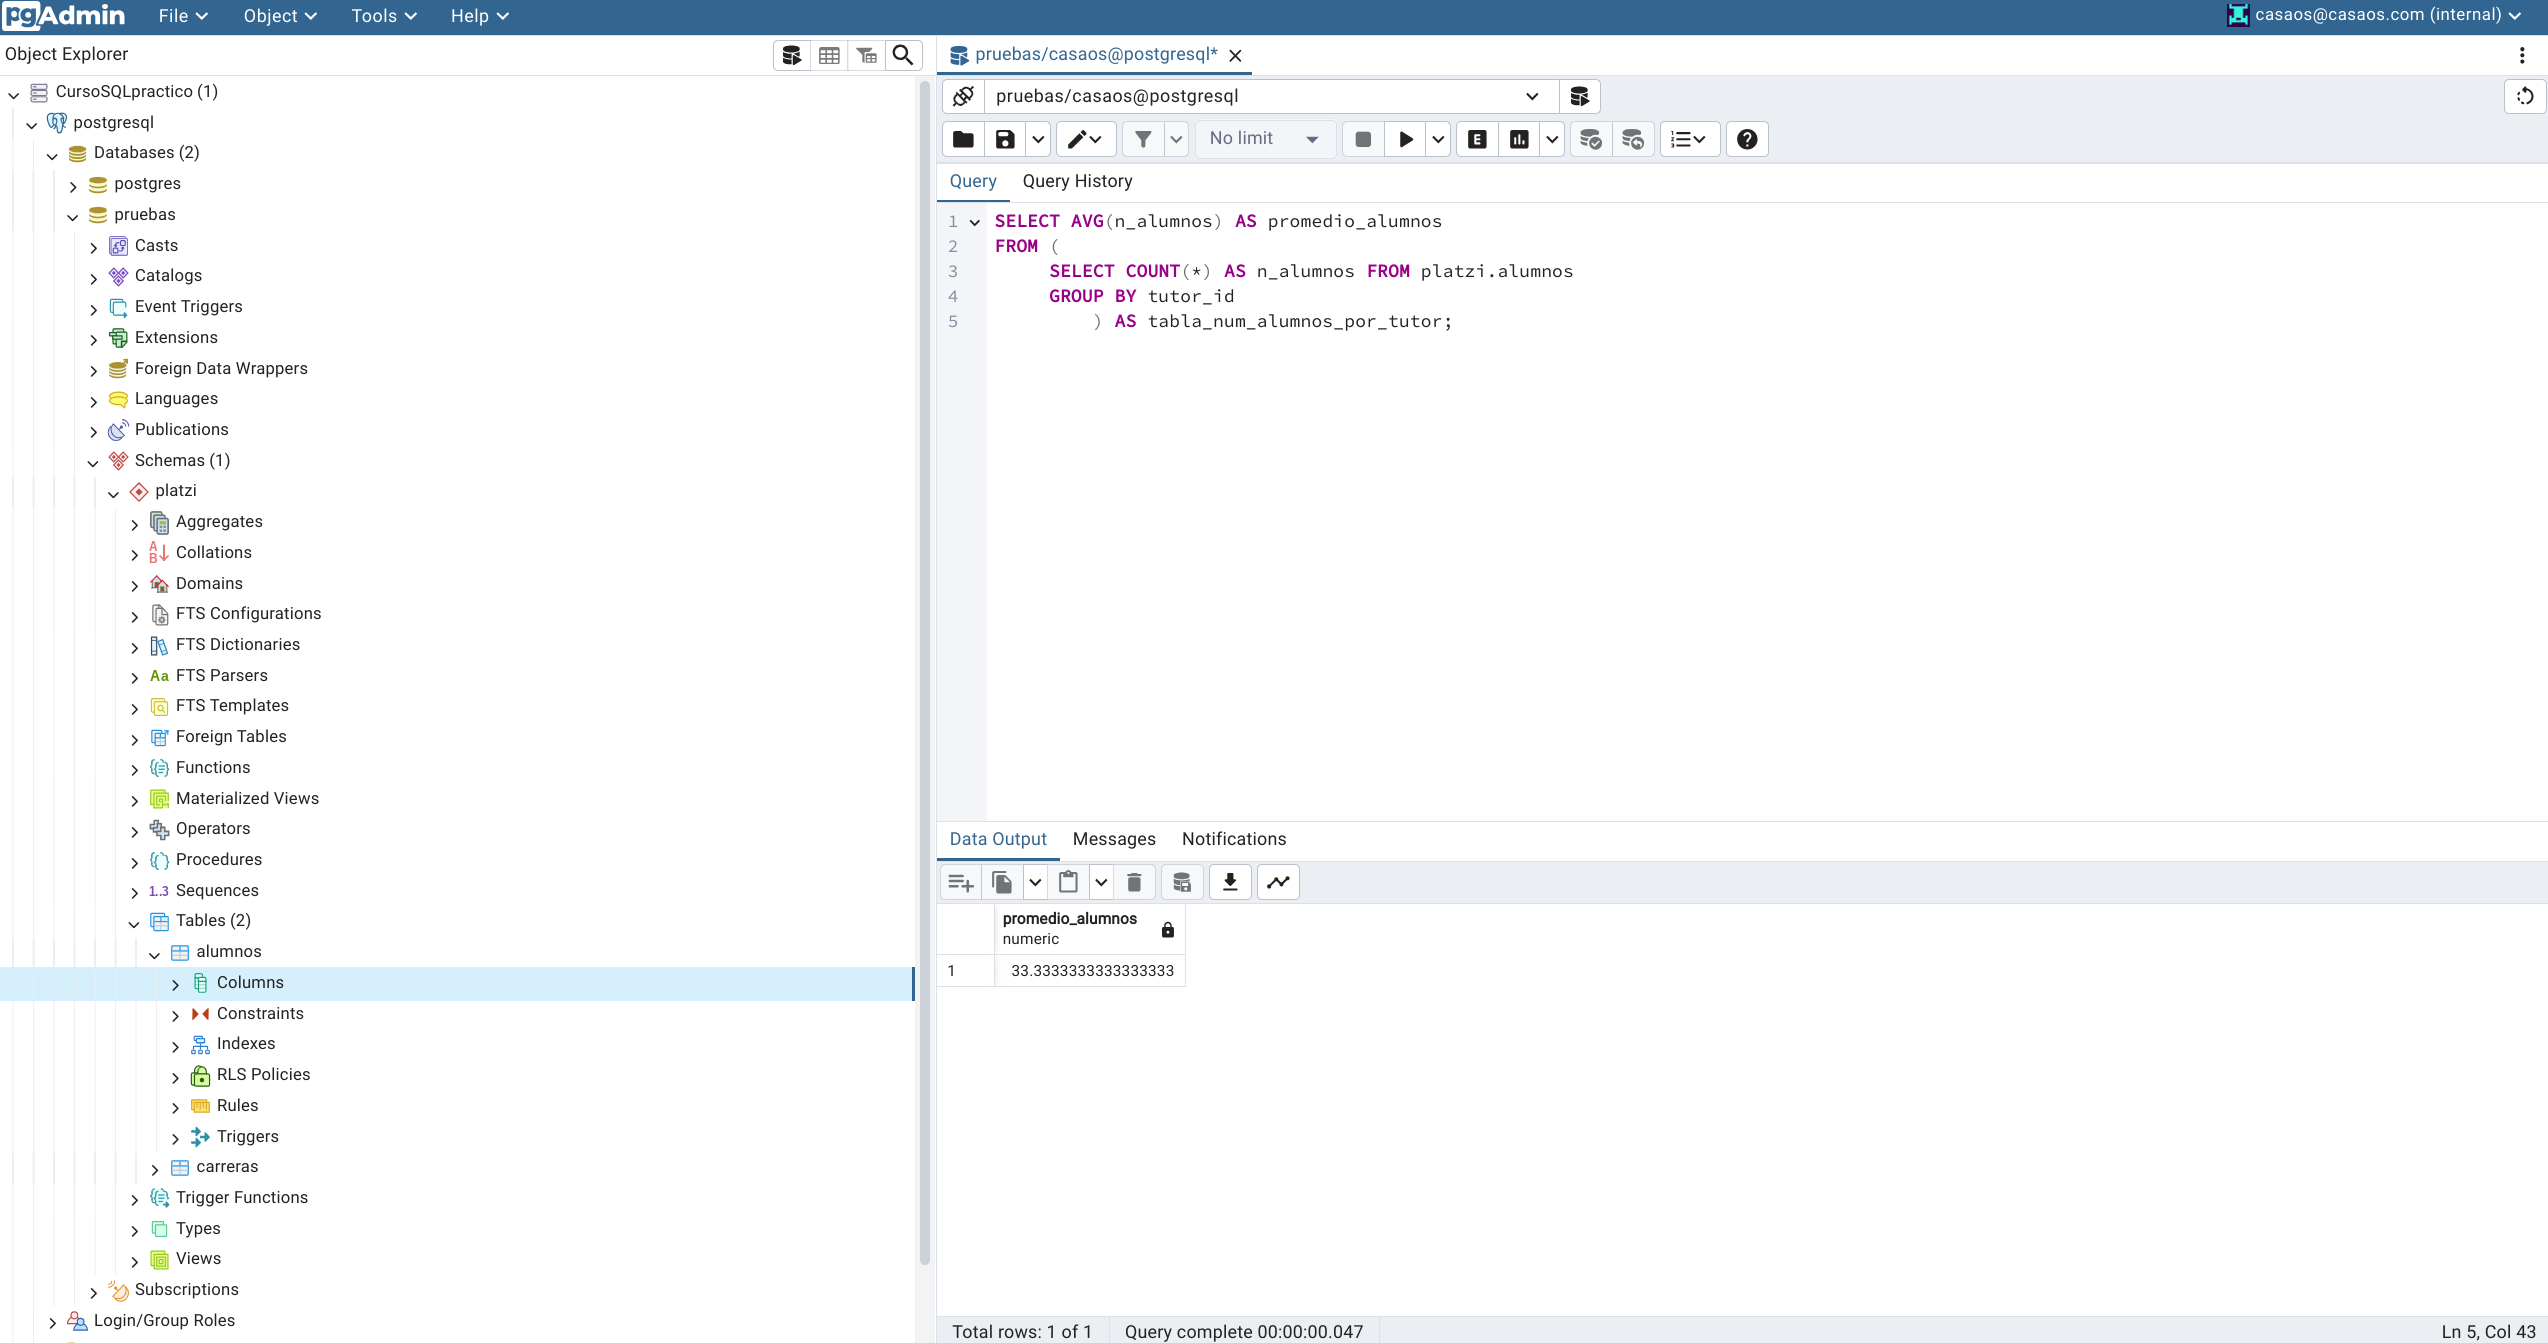 pgAdmin File Object Tools Help casaos@casaos.com (internal)
Object Explorer
CursoSQLpractico (1)
postgresql
Databases (2)
postgres
pruebas
Casts
Catalogs
Event Triggers
Extensions
Foreign Data Wrappers
Languages
Publications
Schemas (1)
platzi
Aggregates
Collations
Domains
FTS Configurations
FTS Dictionaries
Aa FTS Parsers
FTS Templates
Foreign Tables
Functions
Materialized Views
Operators
Procedures
1..3 Sequences
Tables (2)
alumnos
Columns
Constraints
Indexes
RLS Policies
Rules
Triggers
carreras
Trigger Functions
Types
Views
Subscriptions
Login/Group Roles
pruebas/casaos@postgresql*
pruebas/casaos@postgresql
No limit E
Query Query History
1 SELECT AVG(n_alumnos) AS promedio_alumnos
2 FROM (
3 SELECT COUNT(*) AS n_alumnos FROM platzi.alumnos
4 GROUP BY tutor_id
5 ) AS tabla_num_alumnos_por_tutor;
Data Output Messages Notifications
promedio_alumnos
numeric
1 33.3333333333333333
Total rows: 1 of 1 Query complete 00:00:00.047 Ln 5, Col 43